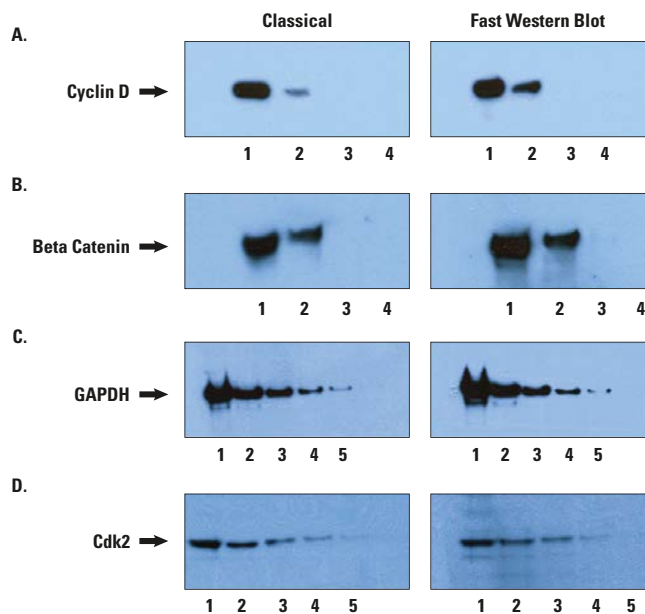 Classical Fast Western Blot
A.
Cyclin D
1 2 3 4 1 2 3 4
B.
Beta Catenin
1 2 3 4 1 2 3 4
C.
GAPDH
1 2 3 4 5 1 2 3 4 5
D.
Cdk2
1 2 3 4 5 1 2 3 4 5